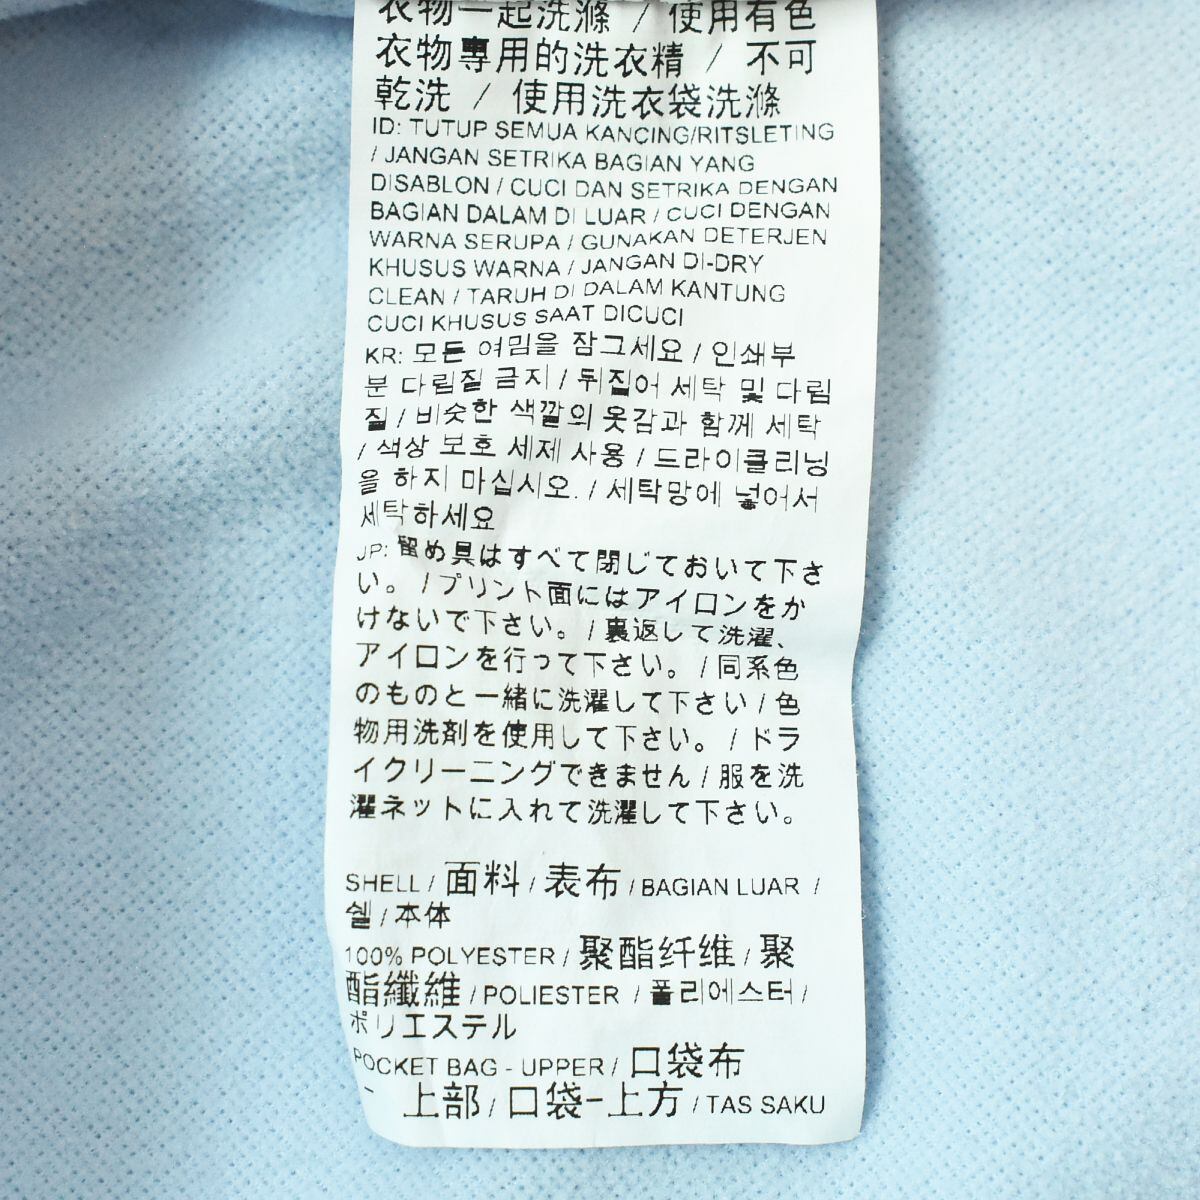 衣物一起洗滌 / 使用有色
衣物專用的洗衣精 / 不可
乾洗 / 使用洗衣袋洗滌
ID: TUTUP SEMUA KANCING/RITSLETING
/ JANGAN SETRIKA BAGIAN YANG
DISABLON / CUCI DAN SETRIKA DENGAN
BAGIAN DALAM DI LUAR / CUCI DENGAN
WARNA SERUPA / GUNAKAN DETERJEN
KHUSUS WARNA / JANGAN DI-DRY
CLEAN / TARUH DI DALAM KANTUNG
CUCI KHUSUS SAAT DICUCI
KR: 모든 여밈을 잠그세요 / 인쇄부
분 다림질 금지 / 뒤집어 세탁 및 다림
질 / 비슷한 색깔의 옷감과 함께 세탁
/ 색상 보호 세제 사용 / 드라이클리닝
을 하지 마십시오. / 세탁망에 넣어서
세탁하세요
JP: 留め具はすべて閉じておいて下さ
い。 / プリント面にはアイロンをか
けないで下さい。 / 裏返して洗濯、
アイロンを行って下さい。 / 同系色
のものと一緒に洗濯して下さい / 色
物用洗剤を使用して下さい。 / ドラ
イクリーニングできません / 服を洗
濯ネットに入れて洗濯して下さい。
SHELL / 面料 / 表布 / BAGIAN LUAR /
쉘 / 本体
100% POLYESTER / 聚酯纤维 / 聚
酯纖維 / POLIESTER / 폴리에스터 /
ポリエステル
POCKET BAG - UPPER / 口袋布
- 上部 / 口袋-上方 / TAS SAKU